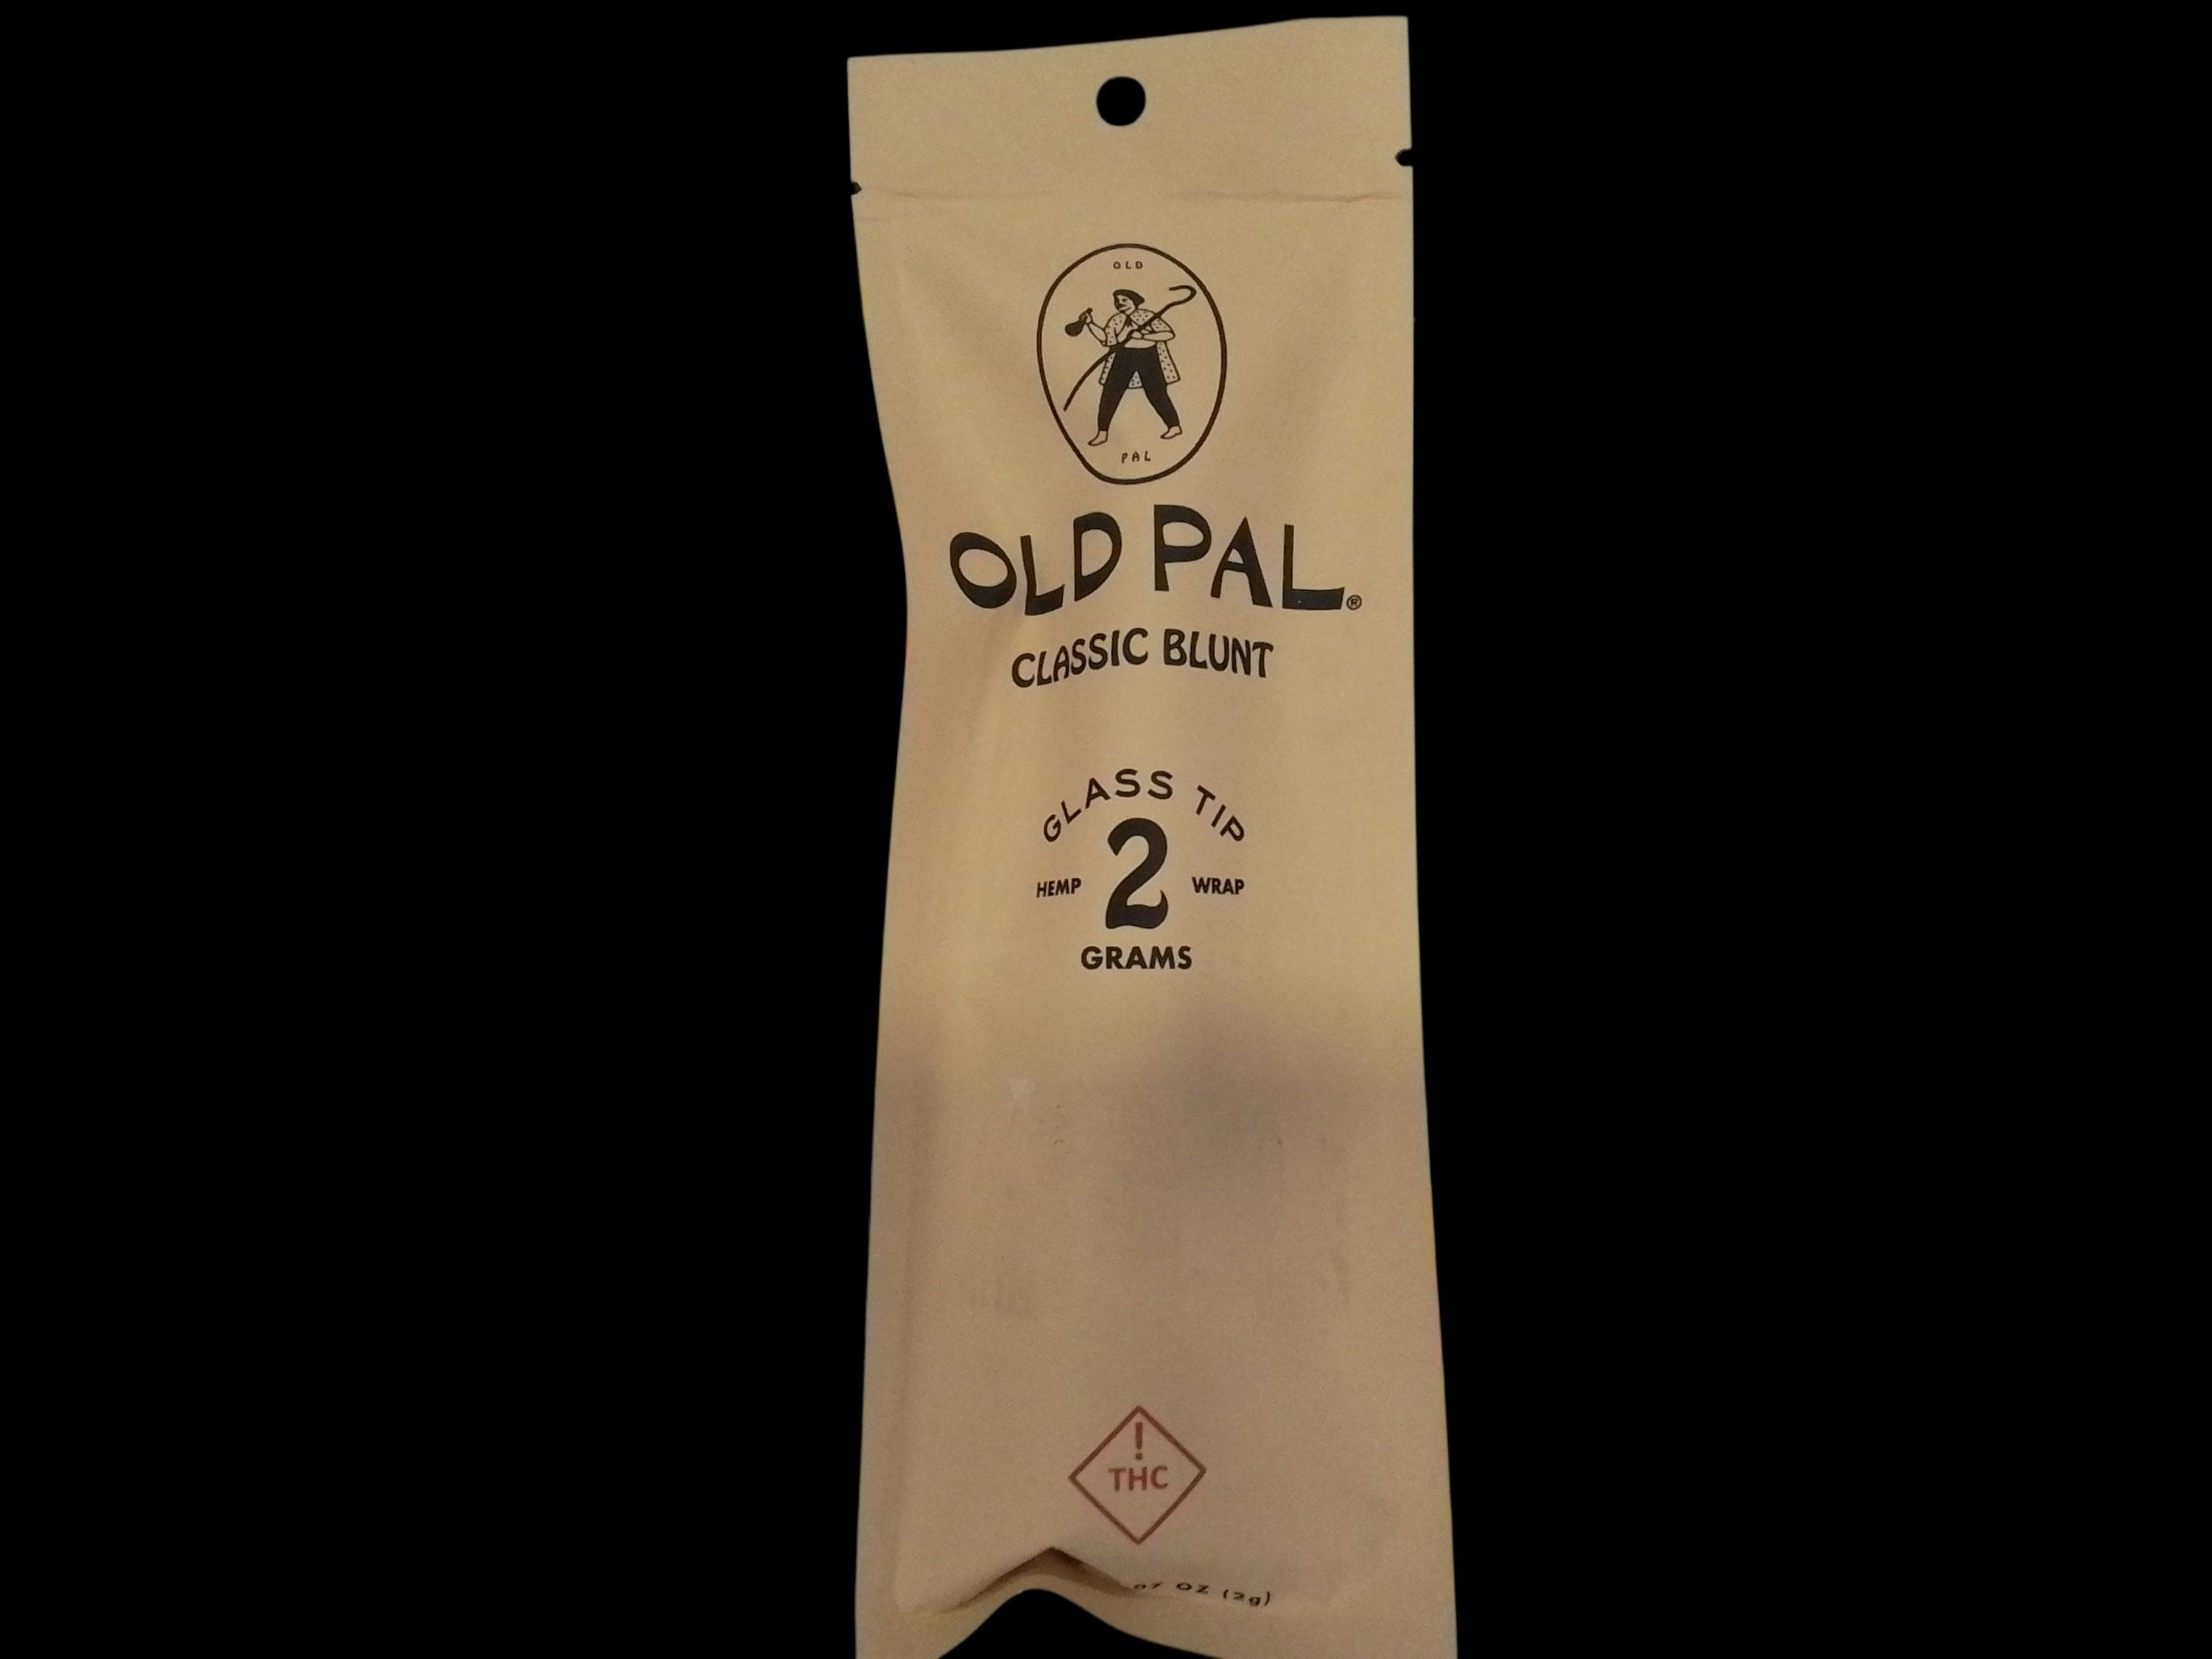 OLD
PAL
OLD PAL®
CLASSIC BLUNT
GLASS TIP
HEMP 2 WRAP
GRAMS
!
THC
OZ (2g)